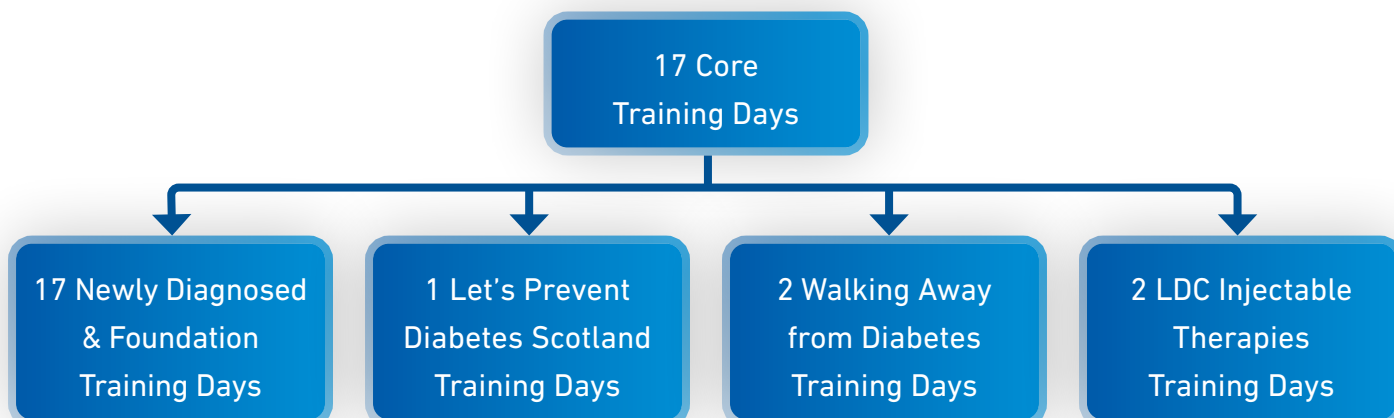 17 Core
Training Days
17 Newly Diagnosed
& Foundation
Training Days
1 Let’s Prevent
Diabetes Scotland
Training Days
2 Walking Away
from Diabetes
Training Days
2 LDC Injectable
Therapies
Training Days